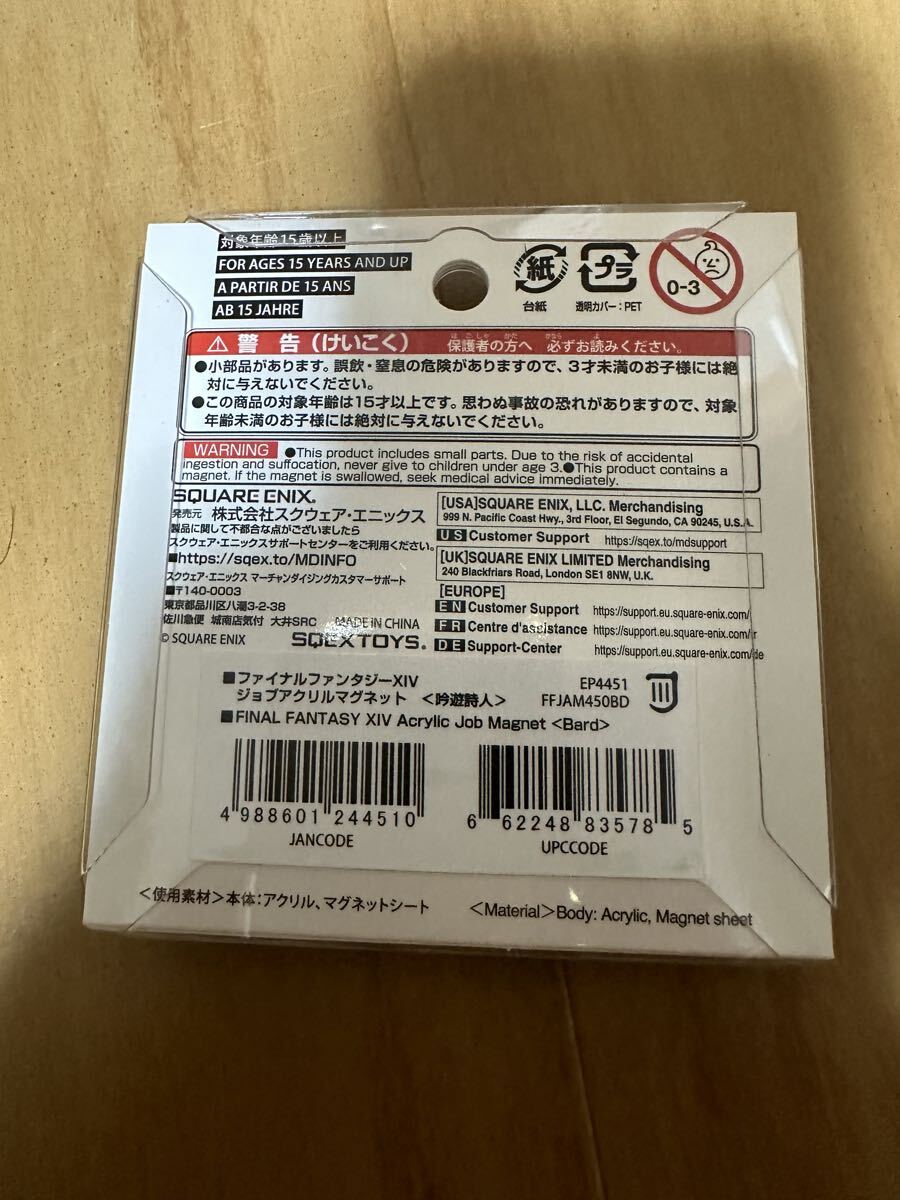 対象年齢15歳以上
FOR AGES 15 YEARS AND UP
A PARTIR DE 15 ANS
AB 15 JAHRE
紙
台紙
プラ
透明カバー：PET
0-3
⚠ 警 告（けいこく） 保護者の方へ 必ずお読みください。
●小部品があります。誤飲・窒息の危険がありますので、3才未満のお子様には絶
対に与えないでください。
●この商品の対象年齢は15才以上です。思わぬ事故の恐れがありますので、対象
年齢未満のお子様には絶対に与えないでください。
WARNING ●This product includes small parts. Due to the risk of accidental
ingestion and suffocation, never give to children under age 3.●This product contains a
magnet. If the magnet is swallowed, seek medical advice immediately.
SQUARE ENIX®
発売元 株式会社スクウェア・エニックス
製品に関して不都合な点がございましたら
スクウェア・エニックスサポートセンターをご利用ください。
■https://sqex.to/MDINFO
スクウェア・エニックス マーチャンダイジングカスタマーサポート
■〒140-0003
東京都品川区八潮3-2-38
佐川急便 城南店気付 大井SRC MADE IN CHINA
© SQUARE ENIX SQEXTOYS®
[USA]SQUARE ENIX, LLC. Merchandising
999 N. Pacific Coast Hwy., 3rd Floor, El Segundo, CA 90245, U.S.A.
US Customer Support https://sqex.to/mdsupport
[UK]SQUARE ENIX LIMITED Merchandising
240 Blackfriars Road, London SE1 8NW, U.K.
[EUROPE]
EN Customer Support https://support.eu.square-enix.com/
FR Centre d'assistance https://support.eu.square-enix.com/fr
DE Support-Center https://support.eu.square-enix.com/de
■ファイナルファンタジーXIV
ジョブアクリルマグネット ＜吟遊詩人＞
EP4451
FFJAM450BD
■FINAL FANTASY XIV Acrylic Job Magnet <Bard>
4 988601 244510
JANCODE
6 62248 83578 5
UPCCODE
＜使用素材＞本体：アクリル、マグネットシート
<Material>Body: Acrylic, Magnet sheet